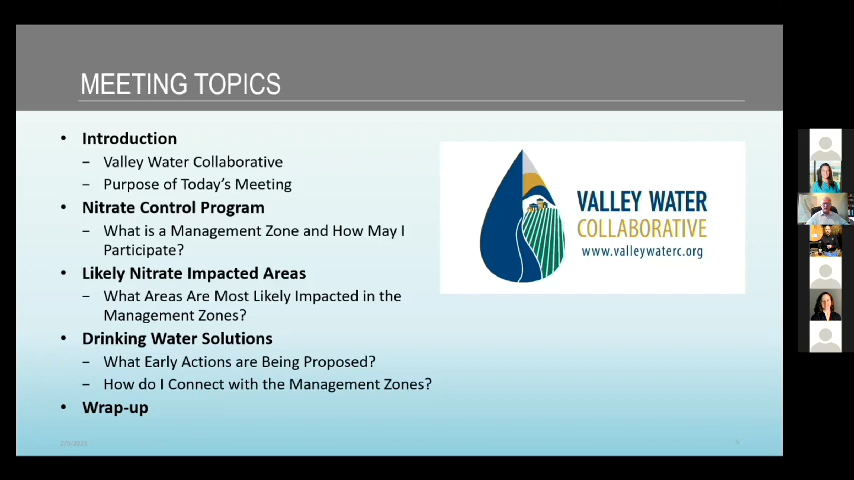 MEETING TOPICS
• Introduction
– Valley Water Collaborative
– Purpose of Today's Meeting
• Nitrate Control Program
– What is a Management Zone and How May I
Participate?
• Likely Nitrate Impacted Areas
– What Areas Are Most Likely Impacted in the
Management Zones?
• Drinking Water Solutions
– What Early Actions are Being Proposed?
– How do I Connect with the Management Zones?
• Wrap-up
VALLEY WATER
COLLABORATIVE
www.valleywaterc.org